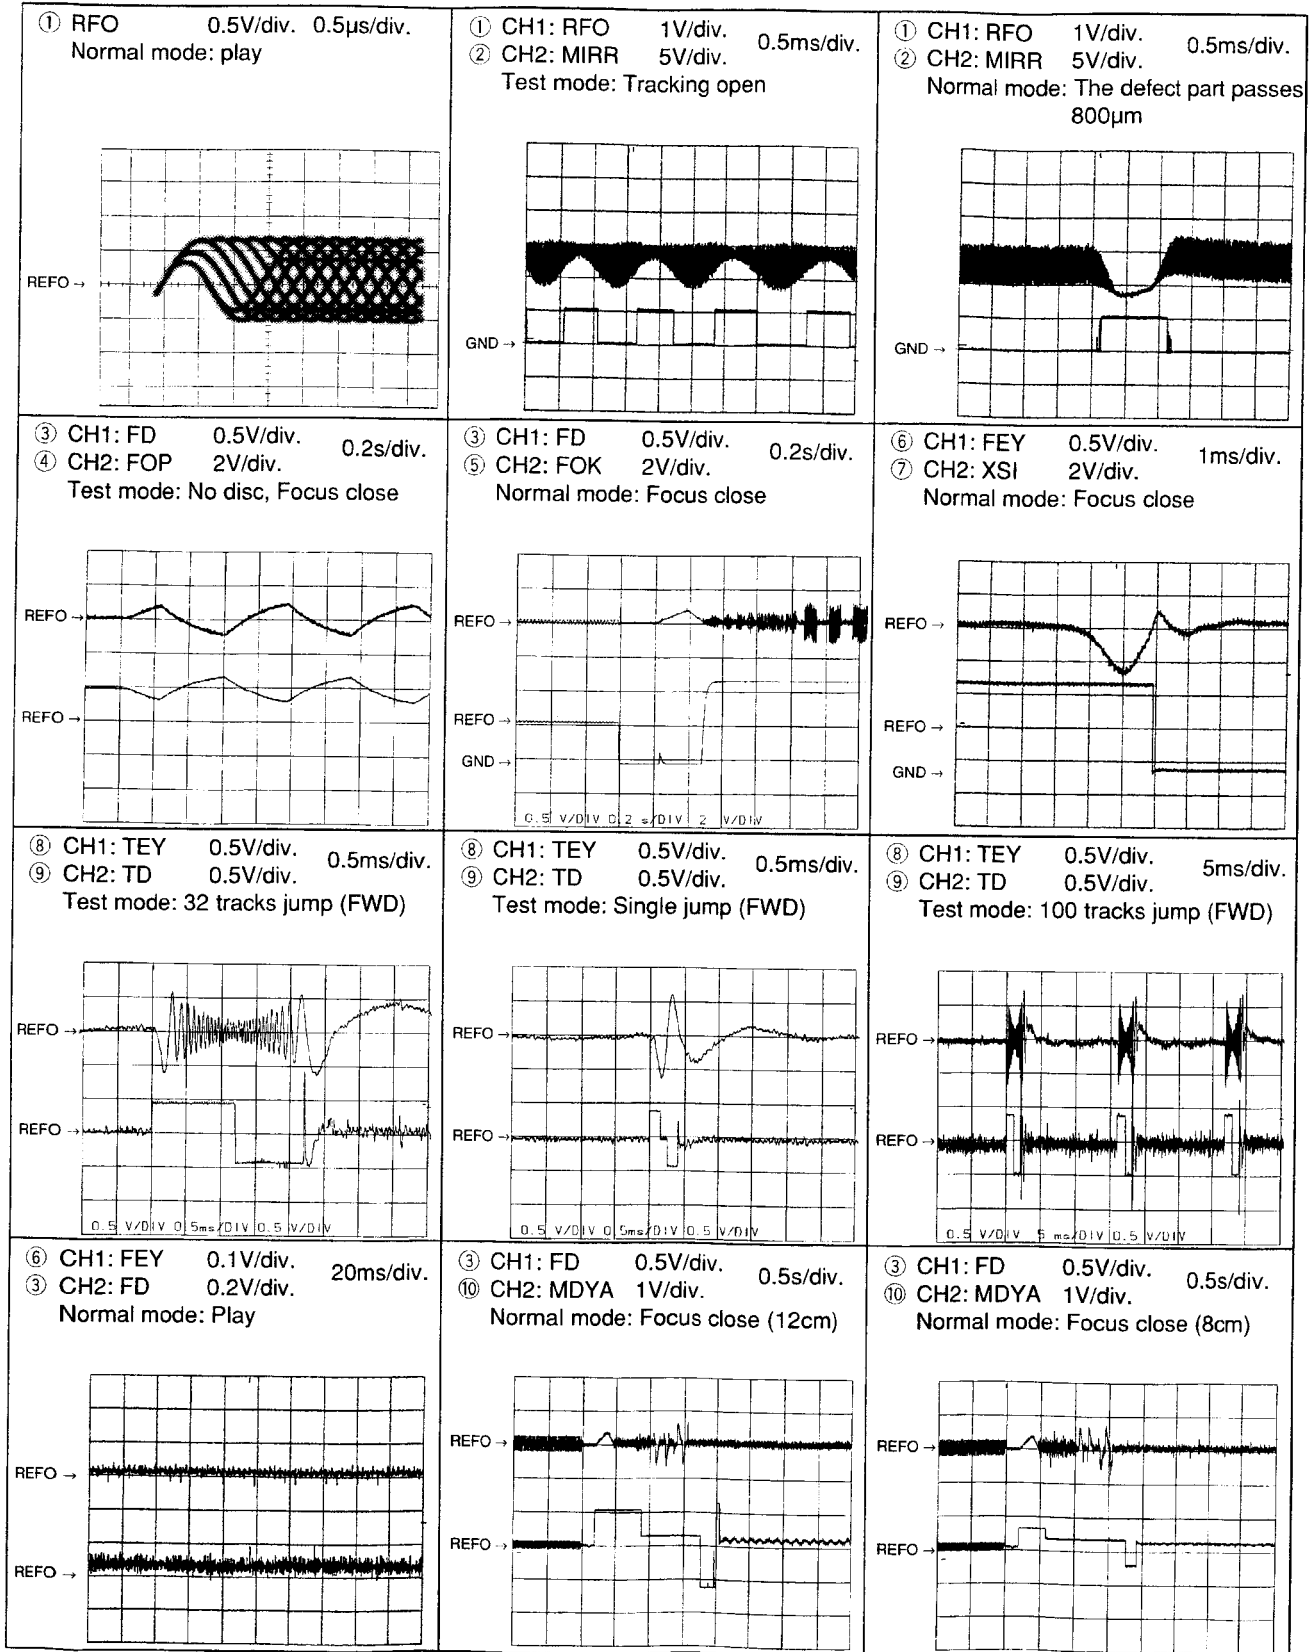 ① RFO 0.5V/div. 0.5µs/div.
Normal mode: play
REFO →
① CH1: RFO 1V/div. 0.5ms/div.
② CH2: MIRR 5V/div.
Test mode: Tracking open
GND →
① CH1: RFO 1V/div. 0.5ms/div.
② CH2: MIRR 5V/div.
Normal mode: The defect part passes
800µm
GND →
③ CH1: FD 0.5V/div. 0.2s/div.
④ CH2: FOP 2V/div.
Test mode: No disc, Focus close
REFO →
REFO →
③ CH1: FD 0.5V/div. 0.2s/div.
⑤ CH2: FOK 2V/div.
Normal mode: Focus close
REFO →
REFO →
GND →
0.5 V/DIV 0.2 s/DIV 2 V/DIV
⑥ CH1: FEY 0.5V/div. 1ms/div.
⑦ CH2: XSI 2V/div.
Normal mode: Focus close
REFO →
REFO →
GND →
⑧ CH1: TEY 0.5V/div. 0.5ms/div.
⑨ CH2: TD 0.5V/div.
Test mode: 32 tracks jump (FWD)
REFO →
REFO →
0.5 V/DIV 0.5ms/DIV 0.5 V/DIV
⑧ CH1: TEY 0.5V/div. 0.5ms/div.
⑨ CH2: TD 0.5V/div.
Test mode: Single jump (FWD)
REFO →
REFO →
0.5 V/DIV 0.5ms/DIV 0.5 V/DIV
⑧ CH1: TEY 0.5V/div. 5ms/div.
⑨ CH2: TD 0.5V/div.
Test mode: 100 tracks jump (FWD)
REFO →
REFO →
0.5 V/DIV 5 ms/DIV 0.5 V/DIV
⑥ CH1: FEY 0.1V/div. 20ms/div.
③ CH2: FD 0.2V/div.
Normal mode: Play
REFO →
REFO →
③ CH1: FD 0.5V/div. 0.5s/div.
⑩ CH2: MDYA 1V/div.
Normal mode: Focus close (12cm)
REFO →
REFO →
③ CH1: FD 0.5V/div. 0.5s/div.
⑩ CH2: MDYA 1V/div.
Normal mode: Focus close (8cm)
REFO →
REFO →